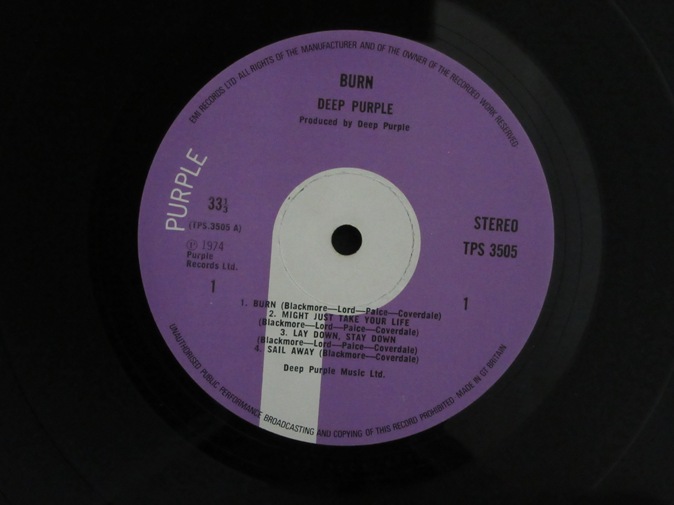 EMI RECORDS LTD ALL RIGHTS OF THE MANUFACTURER AND OF THE OWNER OF THE RECORDED WORK RESERVED
BURN
DEEP PURPLE
Produced by Deep Purple
PURPLE
33⅓
(TPS.3505 A)
Ⓟ 1974
Purple
Records Ltd.
1
STEREO
TPS 3505
1
1. BURN (Blackmore—Lord—Paice—Coverdale)
2. MIGHT JUST TAKE YOUR LIFE
(Blackmore—Lord—Paice—Coverdale)
3. LAY DOWN, STAY DOWN
(Blackmore—Lord—Paice—Coverdale)
4. SAIL AWAY (Blackmore—Coverdale)
Deep Purple Music Ltd.
UNAUTHORISED PUBLIC PERFORMANCE BROADCASTING AND COPYING OF THIS RECORD PROHIBITED MADE IN GT BRITAIN